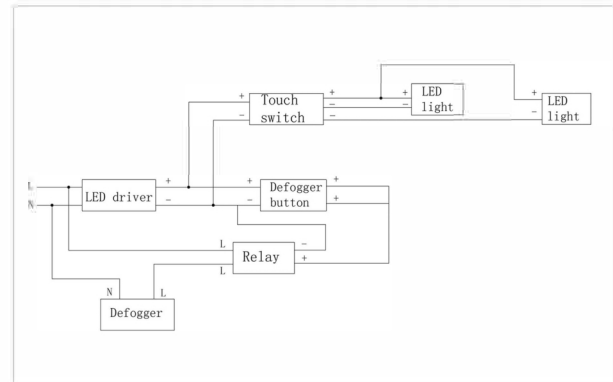 + Touch switch + + LED light + LED light
- - - -
L LED driver + + Defogger button +
N - - +
L Relay -
L +
N L
Defogger